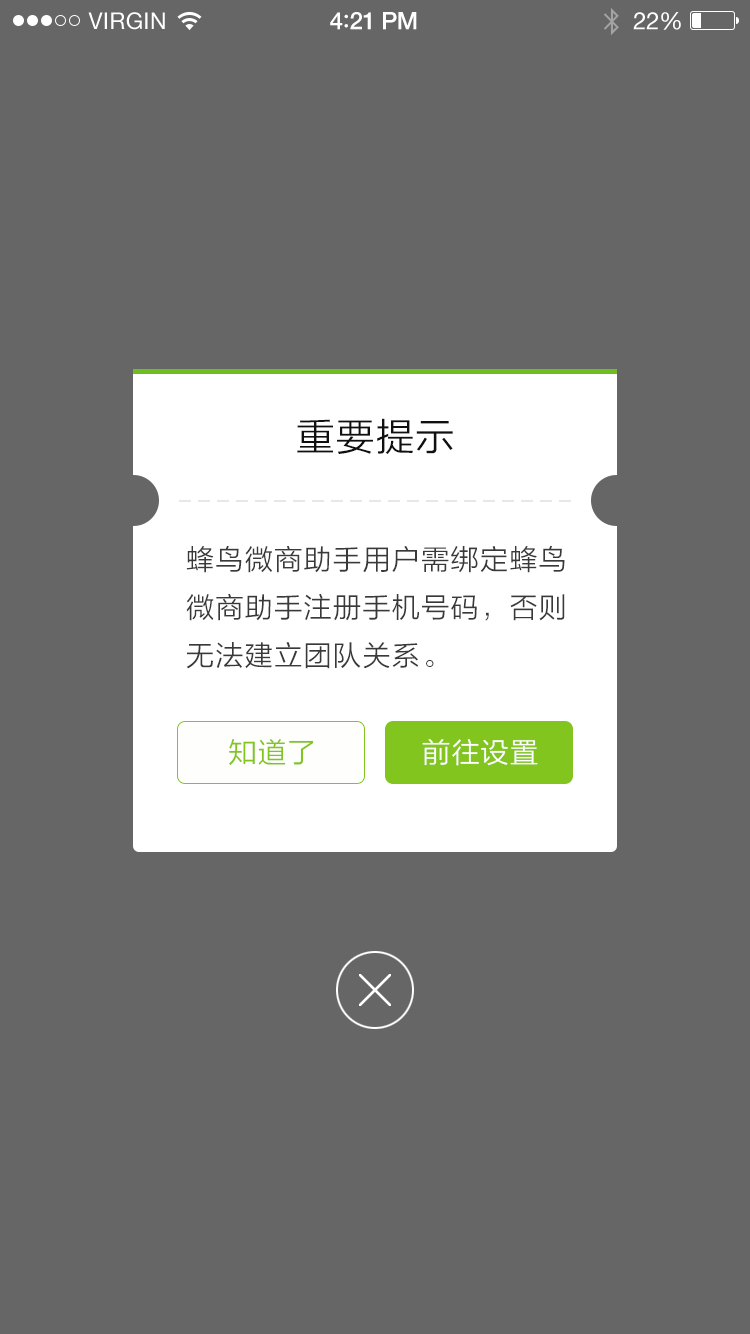 VIRGIN 4:21 PM 22%
重要提示
蜂鸟微商助手用户需绑定蜂鸟
微商助手注册手机号码，否则
无法建立团队关系。
知道了 前往设置